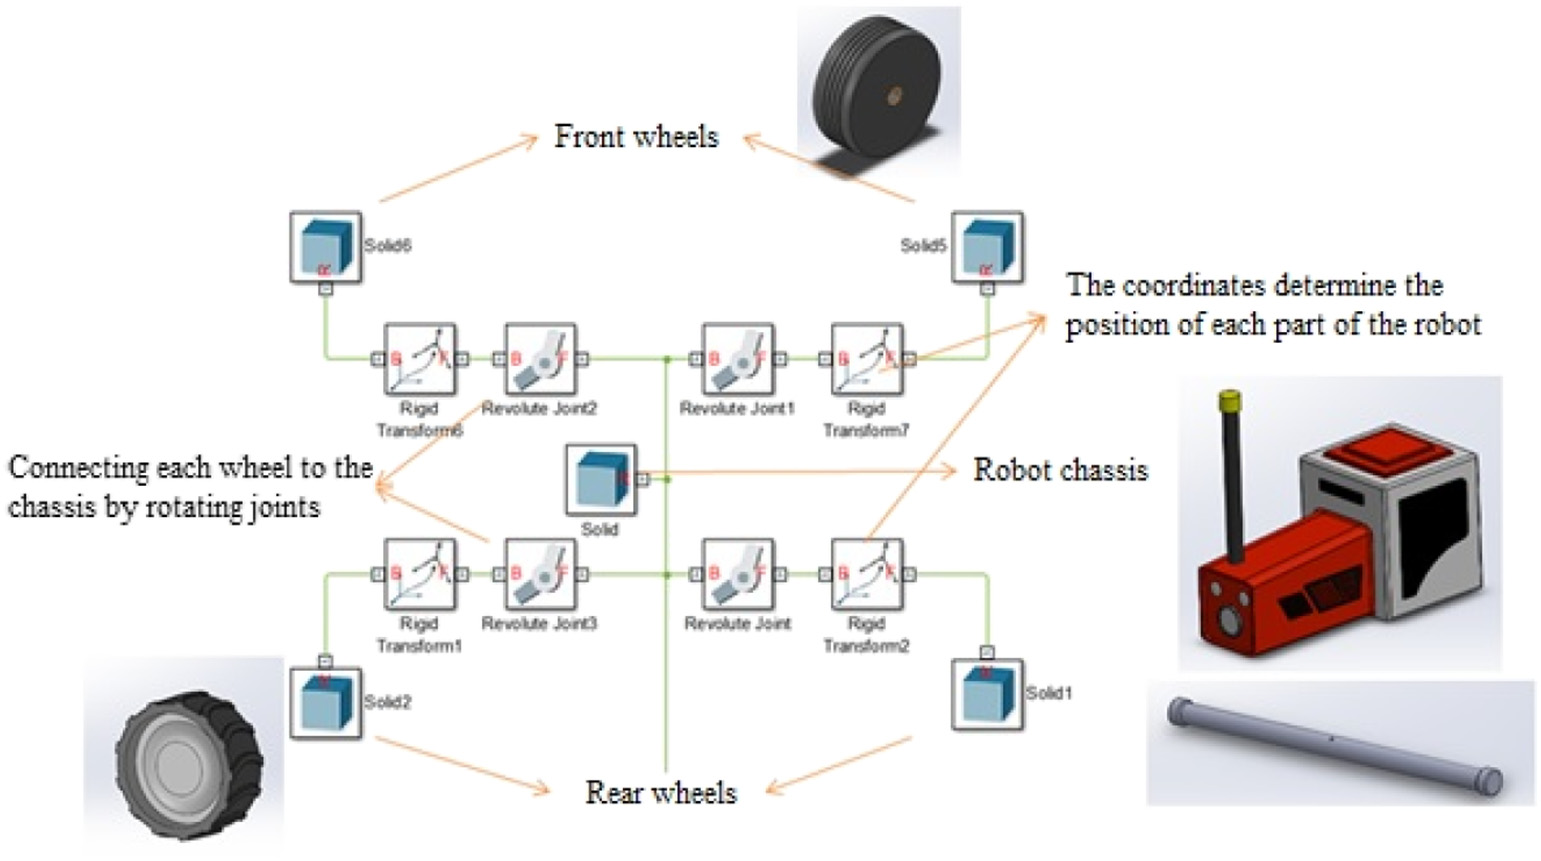 Front wheels
Solid6
Solid5
The coordinates determine the
position of each part of the robot
B
F
B
F
B
F
B
F
R
R
Rigid
Transform6
Revolute Joint2
Revolute Joint1
Rigid
Transform7
Connecting each wheel to the
chassis by rotating joints
R
Solid
Robot chassis
B
F
B
F
B
F
B
F
Rigid
Transform1
Revolute Joint3
Revolute Joint
Rigid
Transform2
R
R
Solid2
Solid1
Rear wheels